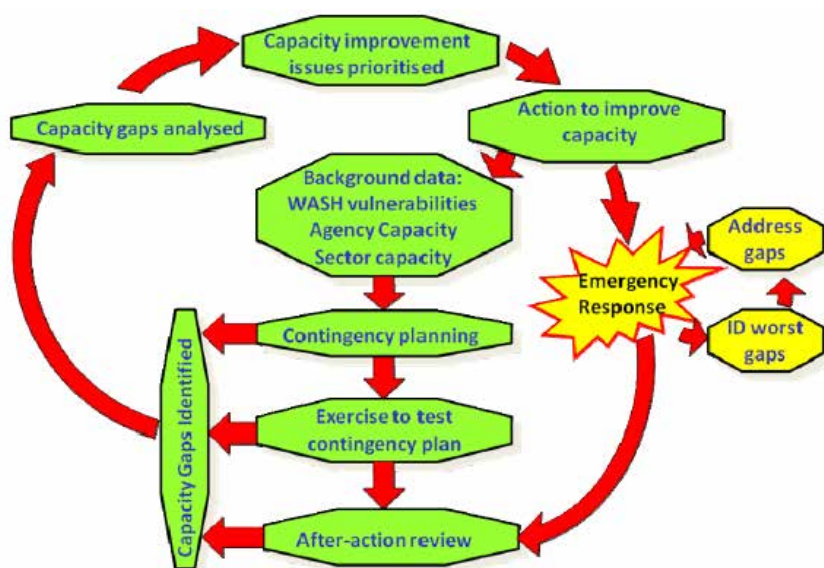 Capacity improvement
issues prioritised
Capacity gaps analysed
Action to improve
capacity
Background data:
WASH vulnerabilities
Agency Capacity
Sector capacity
Address
gaps
Emergency
Response
ID worst
gaps
Contingency planning
Capacity Gaps Identified
Exercise to test
contingency plan
After-action review